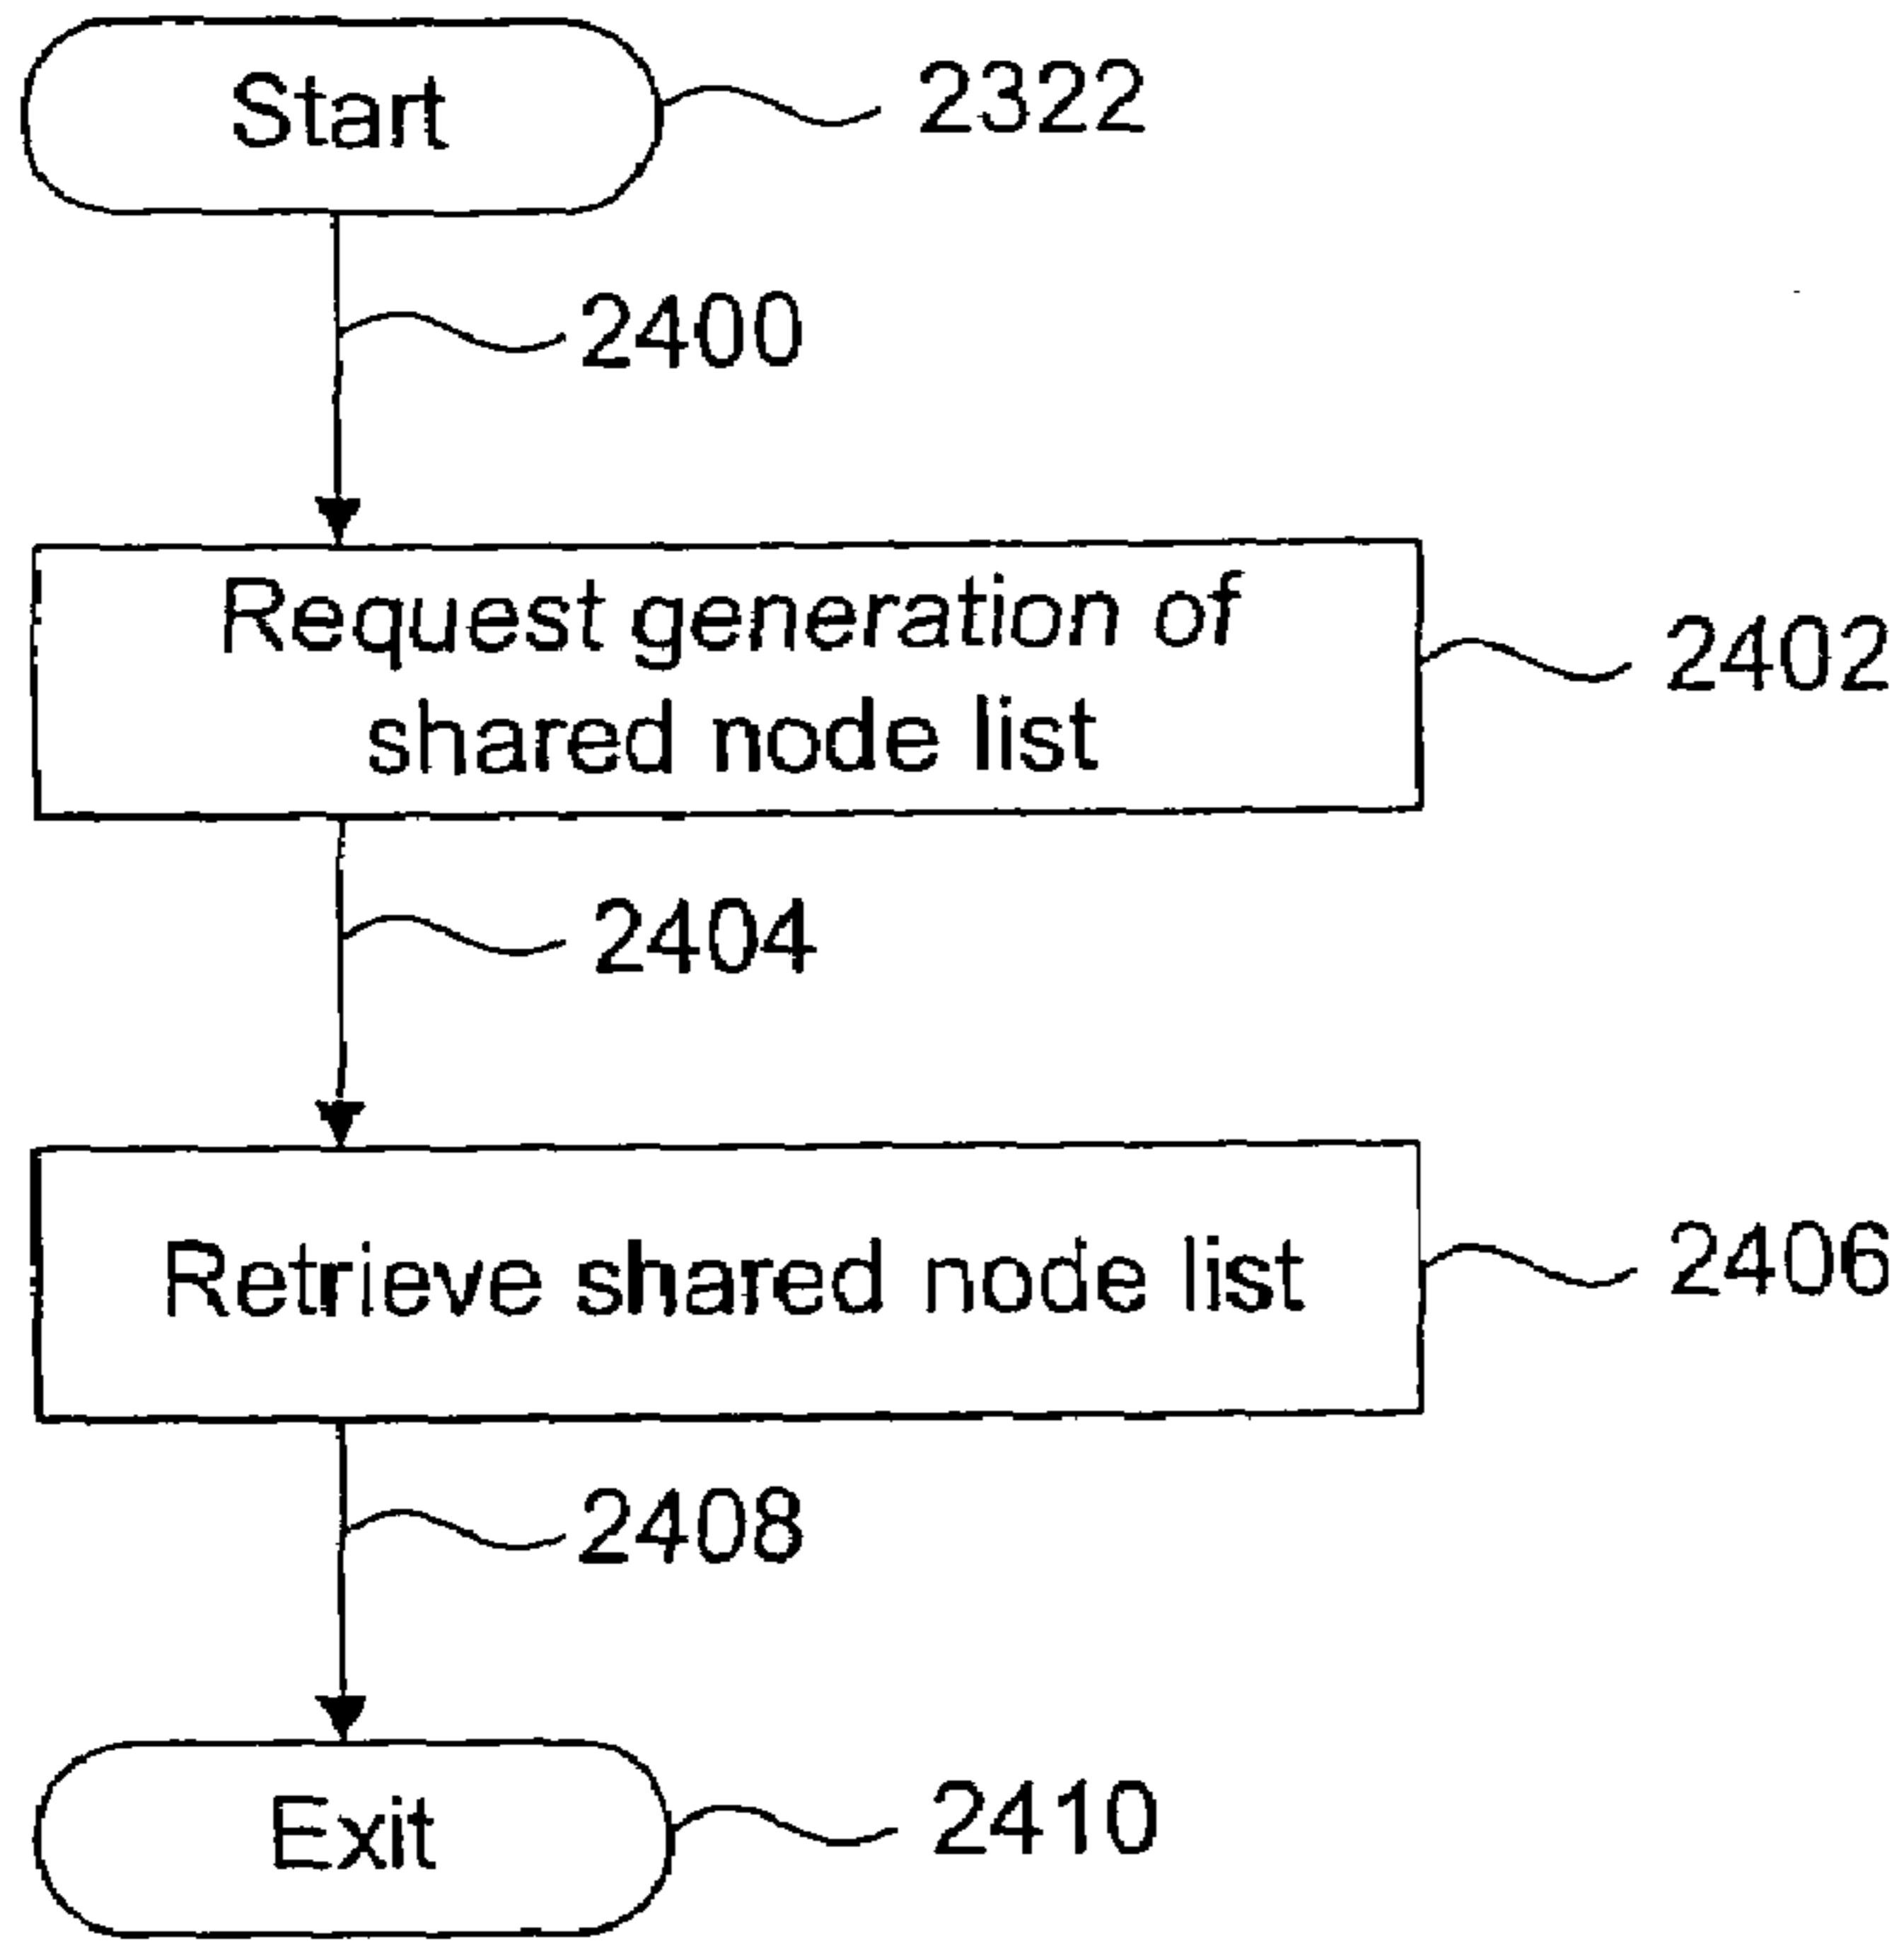 Start
2322
2400
Request generation of
shared node list
2402
2404
Retrieve shared node list
2406
2408
Exit
2410